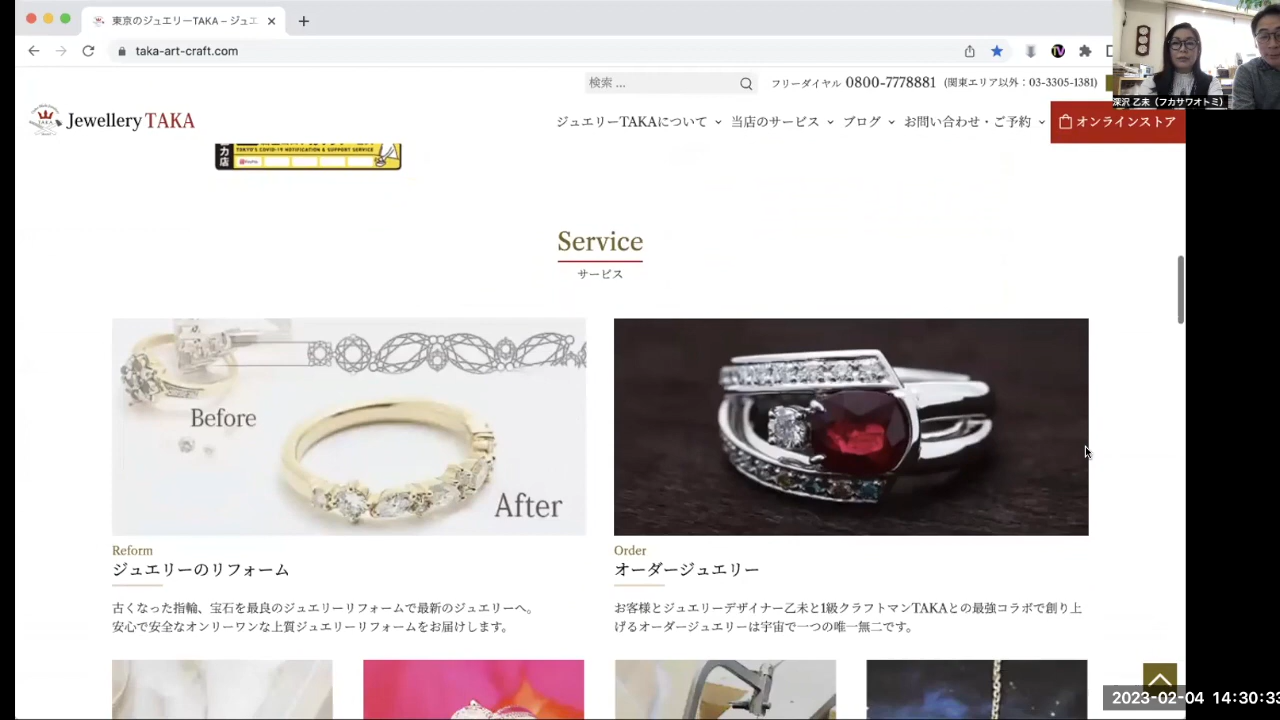 東京のジュエリーTAKA – ジュエ
taka-art-craft.com
深沢 乙未（フカサワオトミ）
検索 ...
フリーダイヤル 0800-7778881 (関東エリア以外：03-3305-1381)
Jewellery TAKA
ジュエリーTAKAについて
当店のサービス
ブログ
お問い合わせ・ご予約
オンラインストア
力店
TOKYO'S COVID-19 NOTIFICATION & SUPPORT SERVICE
Service
サービス
Before
After
Reform
ジュエリーのリフォーム
古くなった指輪、宝石を最良のジュエリーリフォームで最新のジュエリーへ。
安心で安全なオンリーワンな上質ジュエリーリフォームをお届けします。
Order
オーダージュエリー
お客様とジュエリーデザイナー乙未と1級クラフトマンTAKAとの最強コラボで創り上
げるオーダージュエリーは宇宙で一つの唯一無二です。
2023-02-04 14:30:33